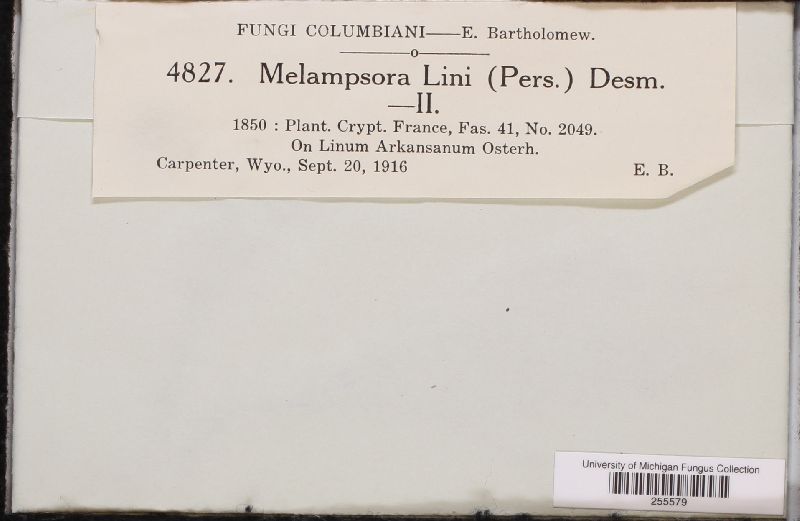 FUNGI COLUMBIANI—E. Bartholomew.
o
4827. Melampsora Lini (Pers.) Desm.
—II.
1850 : Plant. Crypt. France, Fas. 41, No. 2049.
On Linum Arkansanum Osterh.
Carpenter, Wyo., Sept. 20, 1916 E. B.
University of Michigan Fungus Collection
255579